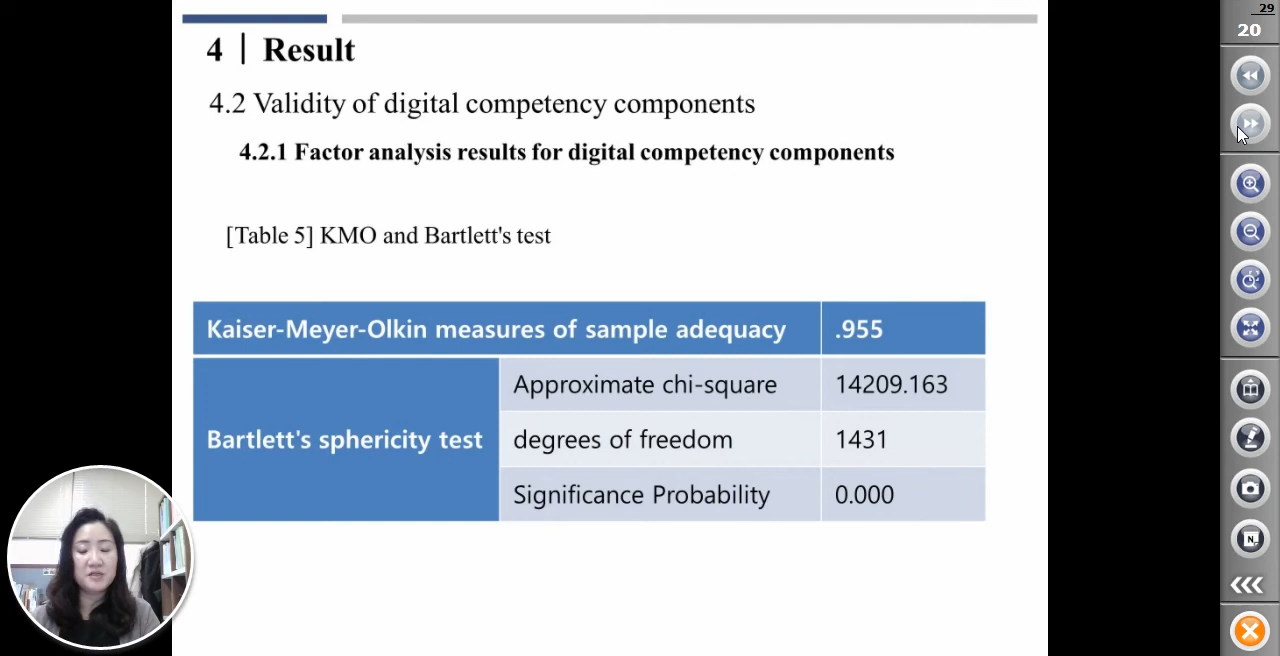 29
20
4 | Result
4.2 Validity of digital competency components
4.2.1 Factor analysis results for digital competency components
[Table 5] KMO and Bartlett's test
Kaiser-Meyer-Olkin measures of sample adequacy .955
Bartlett's sphericity test
Approximate chi-square 14209.163
degrees of freedom 1431
Significance Probability 0.000
N